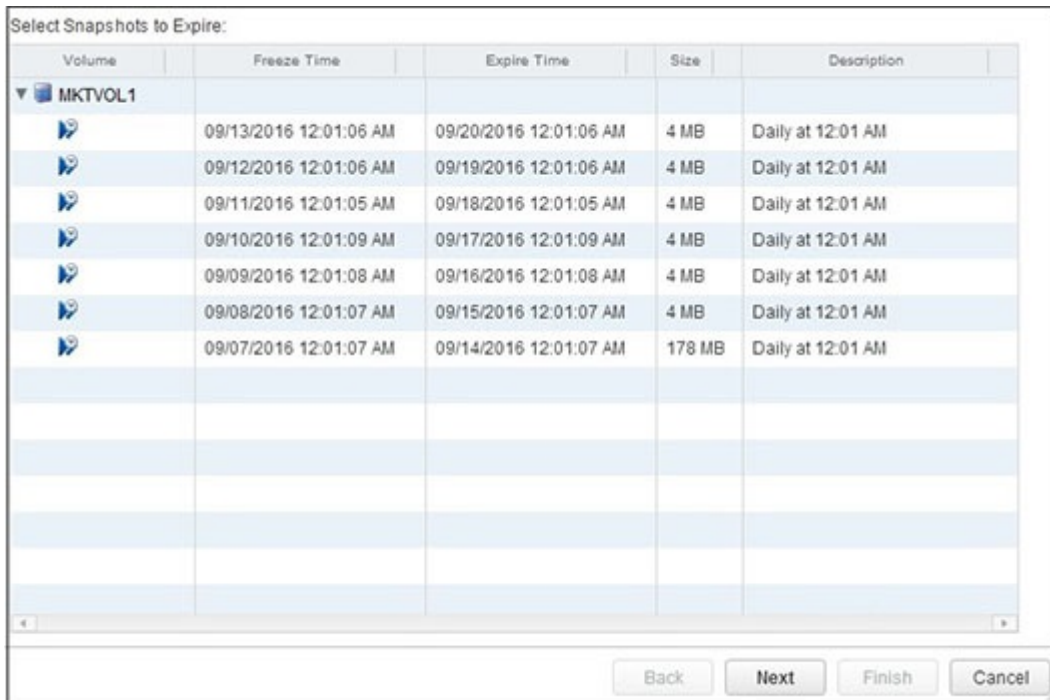 Select Snapshots to Expire:
Volume Freeze Time Expire Time Size Description
MKTVOL1
09/13/2016 12:01:06 AM 09/20/2016 12:01:06 AM 4 MB Daily at 12:01 AM
09/12/2016 12:01:06 AM 09/19/2016 12:01:06 AM 4 MB Daily at 12:01 AM
09/11/2016 12:01:05 AM 09/18/2016 12:01:05 AM 4 MB Daily at 12:01 AM
09/10/2016 12:01:09 AM 09/17/2016 12:01:09 AM 4 MB Daily at 12:01 AM
09/09/2016 12:01:08 AM 09/16/2016 12:01:08 AM 4 MB Daily at 12:01 AM
09/08/2016 12:01:07 AM 09/15/2016 12:01:07 AM 4 MB Daily at 12:01 AM
09/07/2016 12:01:07 AM 09/14/2016 12:01:07 AM 178 MB Daily at 12:01 AM
Back Next Finish Cancel